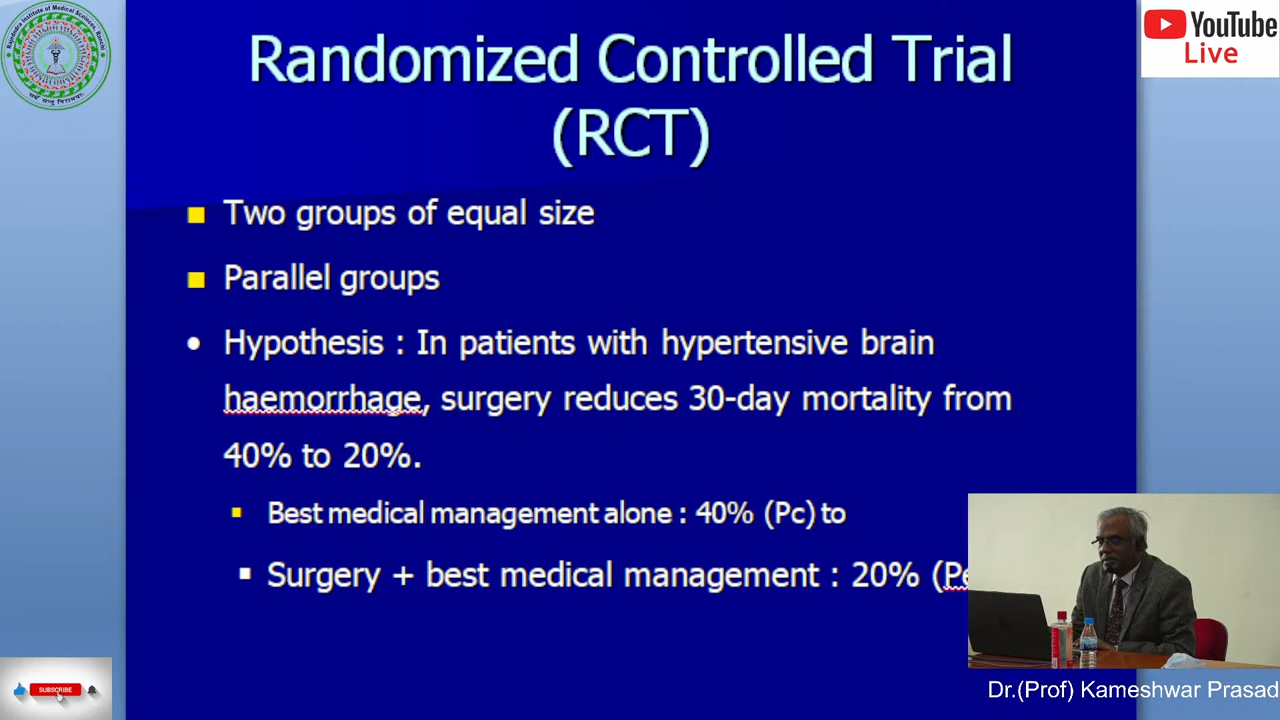 Randomized Controlled Trial
(RCT)
Two groups of equal size
Parallel groups
Hypothesis : In patients with hypertensive brain
haemorrhage, surgery reduces 30-day mortality from
40% to 20%.
Best medical management alone : 40% (Pc) to
Surgery + best medical management : 20% (Pe
YouTube
Live
SUBSCRIBE
Dr.(Prof) Kameshwar Prasad